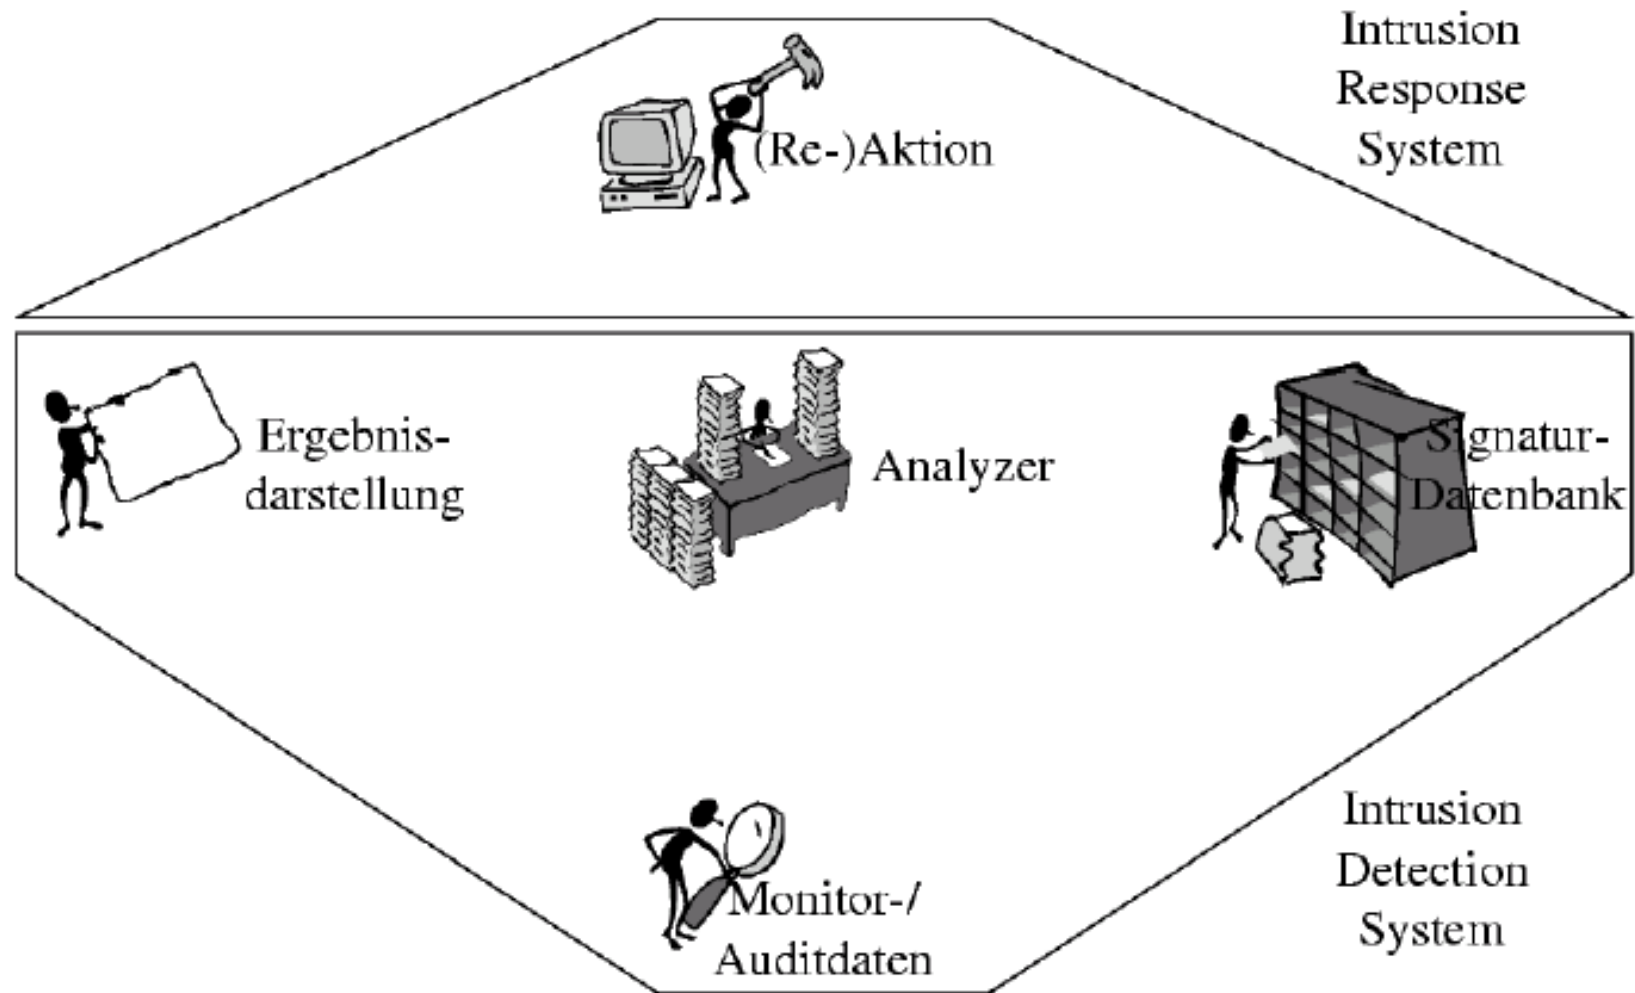 Intrusion
Response
System
(Re-)Aktion
Ergebnis-
darstellung
Analyzer
Signatur-
Datenbank
Monitor-/
Auditdaten
Intrusion
Detection
System